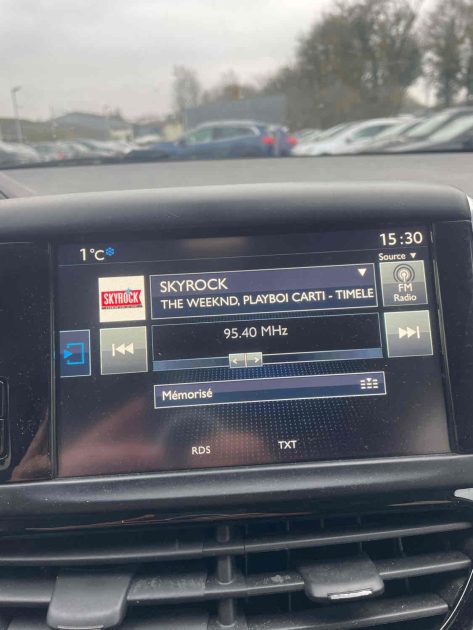 1°C
15:30
Source
SKYROCK
SKYROCK
THE WEEKND, PLAYBOI CARTI - TIMELE
FM
Radio
95.40 MHz
Mémorisé
RDS
TXT